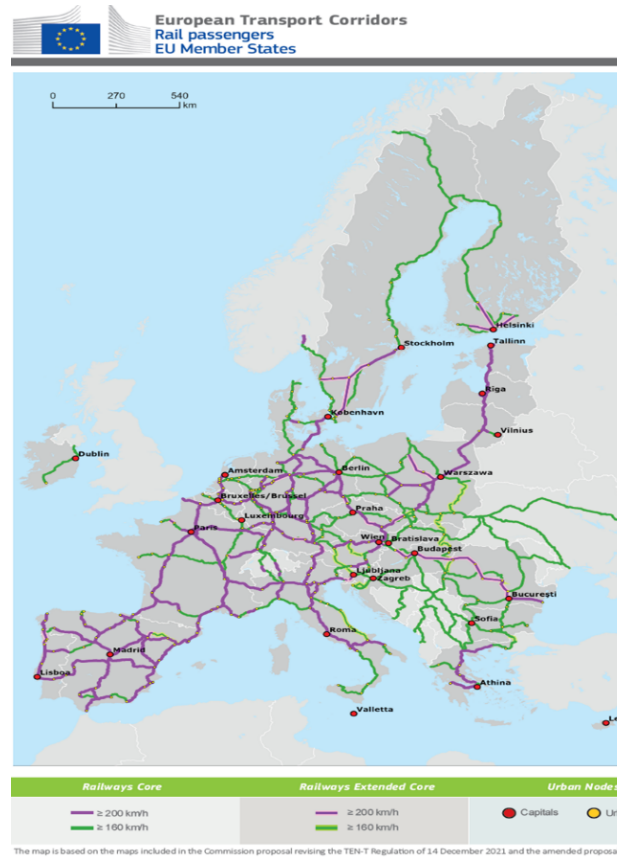 European Transport Corridors
Rail passengers
EU Member States
0 270 540
km
Helsinki
Stockholm
Tallinn
Rīga
København
Vilnius
Dublin
Amsterdam
Berlin
Warszawa
Bruxelles/Brussel
Luxembourg
Praha
Paris
Wien
Bratislava
Budapest
Ljubljana
Zagreb
București
Sofia
Roma
Madrid
Lisboa
Athina
Valletta
Le
Railways Core
Railways Extended Core
Urban Nodes
≥ 200 km/h
≥ 200 km/h
Capitals
Ur
≥ 160 km/h
≥ 160 km/h
The map is based on the maps included in the Commission proposal revising the TEN-T Regulation of 14 December 2021 and the amended proposa